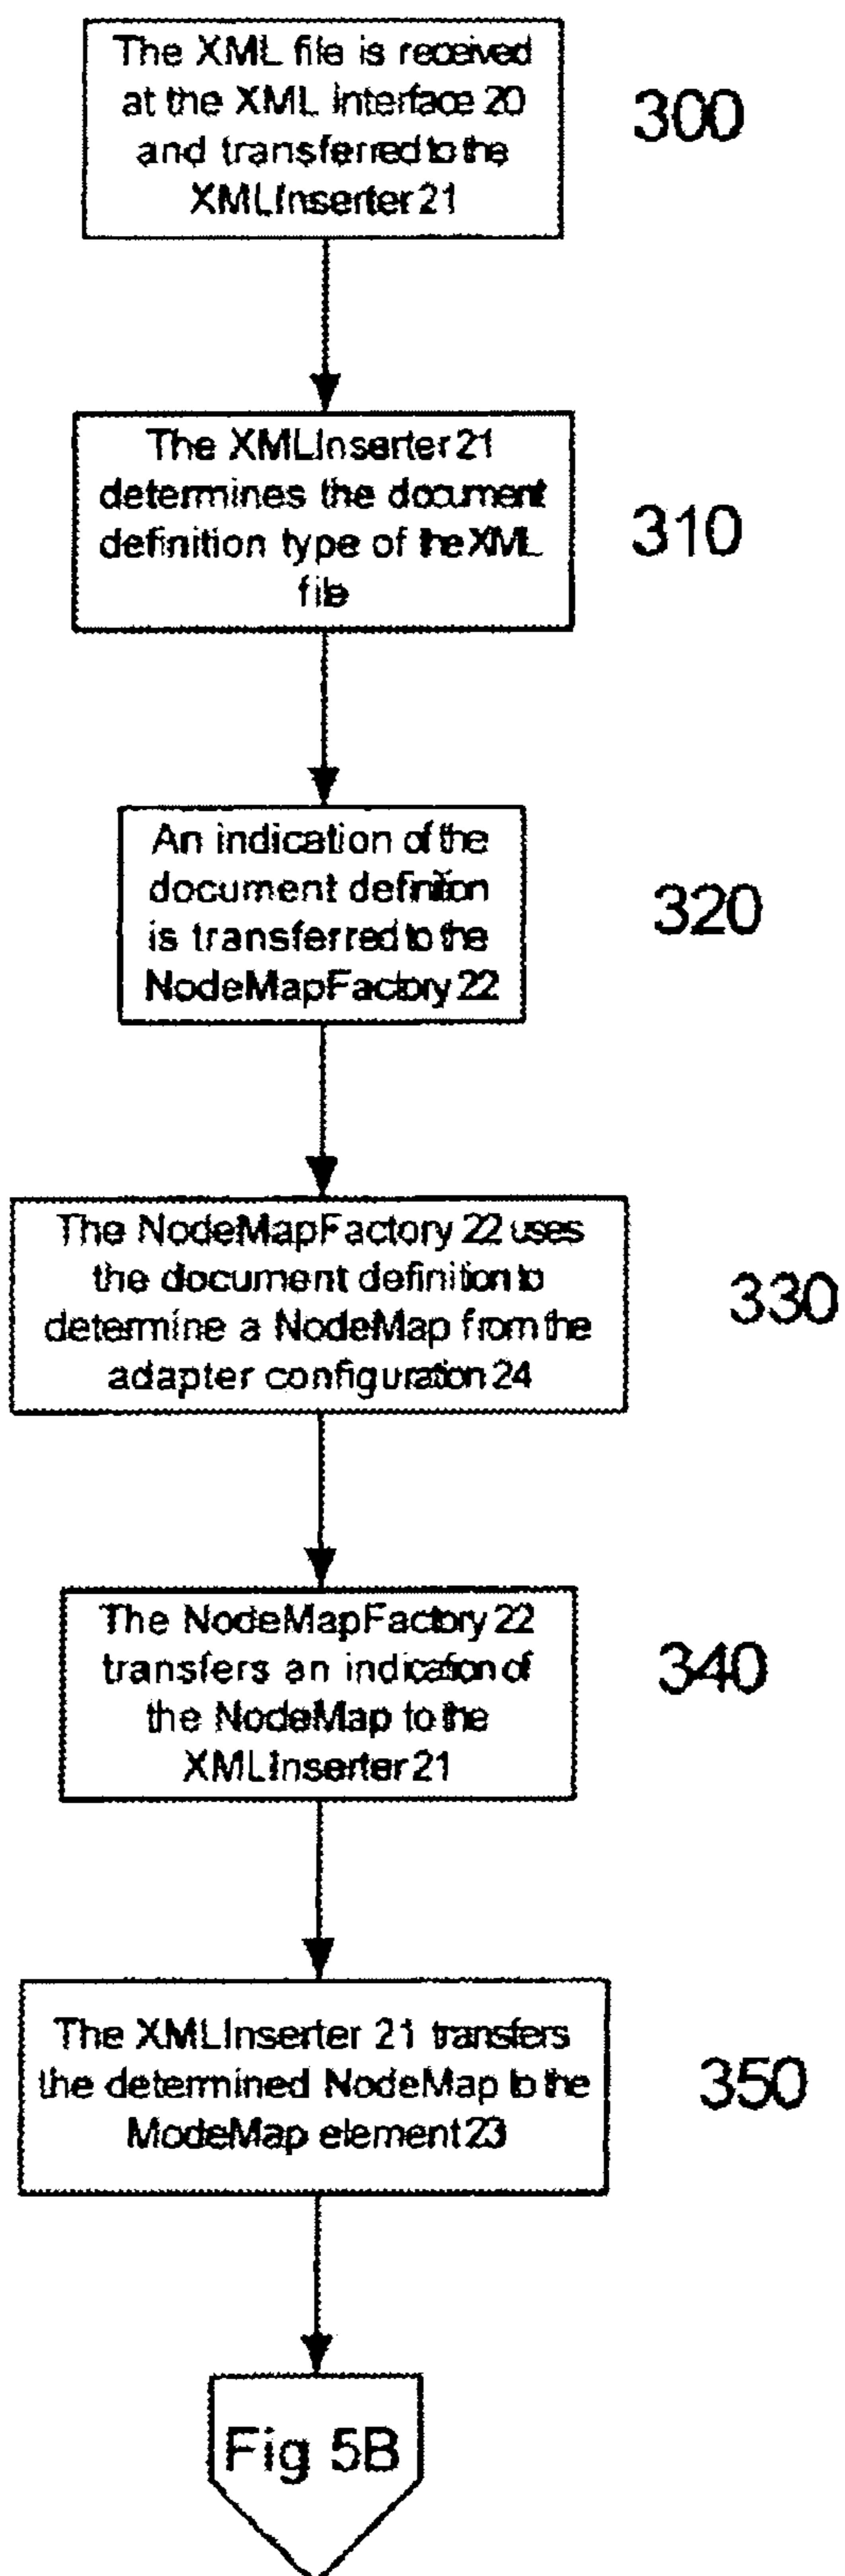 The XML file is received
at the XML Interface 20
and transferred to the
XMLInserter 21
300
The XMLInserter 21
determines the document
definition type of the XML
file
310
An indication of the
document definition
is transferred to the
NodeMapFactory 22
320
The NodeMapFactory 22 uses
the document definition to
determine a NodeMap from the
adapter configuration 24
330
The NodeMapFactory 22
transfers an indication of
the NodeMap to the
XMLInserter 21
340
The XMLInserter 21 transfers
the determined NodeMap to the
ModeMap element 23
350
Fig 5B